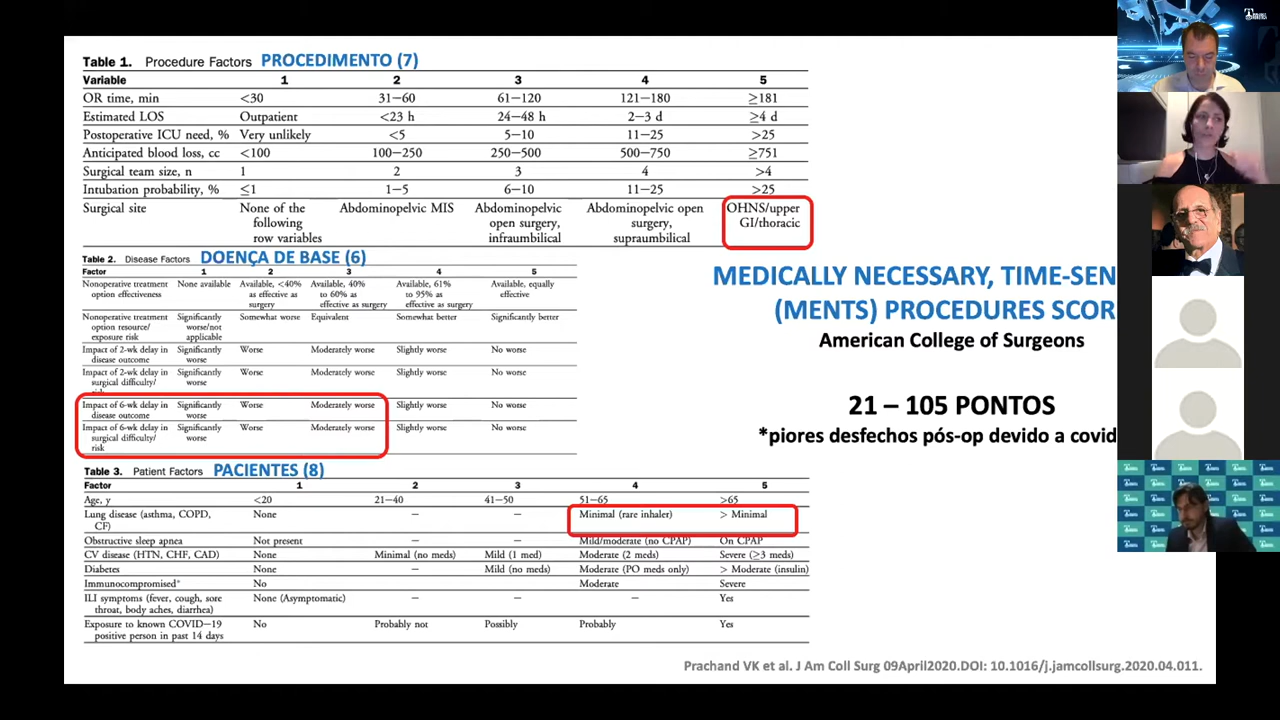 Table 1. Procedure Factors PROCEDIMENTO (7)
Variable 1 2 3 4 5
OR time, min <30 31–60 61–120 121–180 ≥181
Estimated LOS Outpatient <23 h 24–48 h 2–3 d ≥4 d
Postoperative ICU need, % Very unlikely <5 5–10 11–25 >25
Anticipated blood loss, cc <100 100–250 250–500 500–750 ≥751
Surgical team size, n 1 2 3 4 >4
Intubation probability, % ≤1 1–5 6–10 11–25 >25
Surgical site None of the Abdominopelvic MIS Abdominopelvic Abdominopelvic open OHNS/upper
following open surgery, surgery, GI/thoracic
row variables infraumbilical supraumbilical
Table 2. Disease Factors DOENÇA DE BASE (6)
Factor 1 2 3 4 5
Nonoperative treatment None available Available, <40% Available, 40% Available, 61% Available, equally
option effectiveness as effective as to 60% as to 95% as effective
surgery effective as surgery effective as surgery
Nonoperative treatment Significantly Somewhat worse Equivalent Somewhat better Significantly better
option resource/ worse/not
exposure risk applicable
Impact of 2-wk delay in Significantly Worse Moderately worse Slightly worse No worse
disease outcome worse
Impact of 2-wk delay in Significantly Worse Moderately worse Slightly worse No worse
surgical difficulty/ worse
risk
Impact of 6-wk delay in Significantly Worse Moderately worse Slightly worse No worse
disease outcome worse
Impact of 6-wk delay in Significantly Worse Moderately worse Slightly worse No worse
surgical difficulty/ worse
risk
Table 3. Patient Factors PACIENTES (8)
Factor 1 2 3 4 5
Age, y <20 21–40 41–50 51–65 >65
Lung disease (asthma, COPD, None – – Minimal (rare inhaler) > Minimal
CF)
Obstructive sleep apnea Not present – – Mild/moderate (no CPAP) On CPAP
CV disease (HTN, CHF, CAD) None Minimal (no meds) Mild (1 med) Moderate (2 meds) Severe (≥3 meds)
Diabetes None – Mild (no meds) Moderate (PO meds only) > Moderate (insulin)
Immunocompromised* No Moderate Severe
ILI symptoms (fever, cough, sore None (Asymptomatic) – – – Yes
throat, body aches, diarrhea)
Exposure to known COVID–19 No Probably not Possibly Probably Yes
positive person in past 14 days
MEDICALLY NECESSARY, TIME-SEN
(MENTS) PROCEDURES SCOR
American College of Surgeons
21 – 105 PONTOS
*piores desfechos pós-op devido a covid
Prachand VK et al. J Am Coll Surg 09April2020.DOI: 10.1016/j.jamcollsurg.2020.04.011.